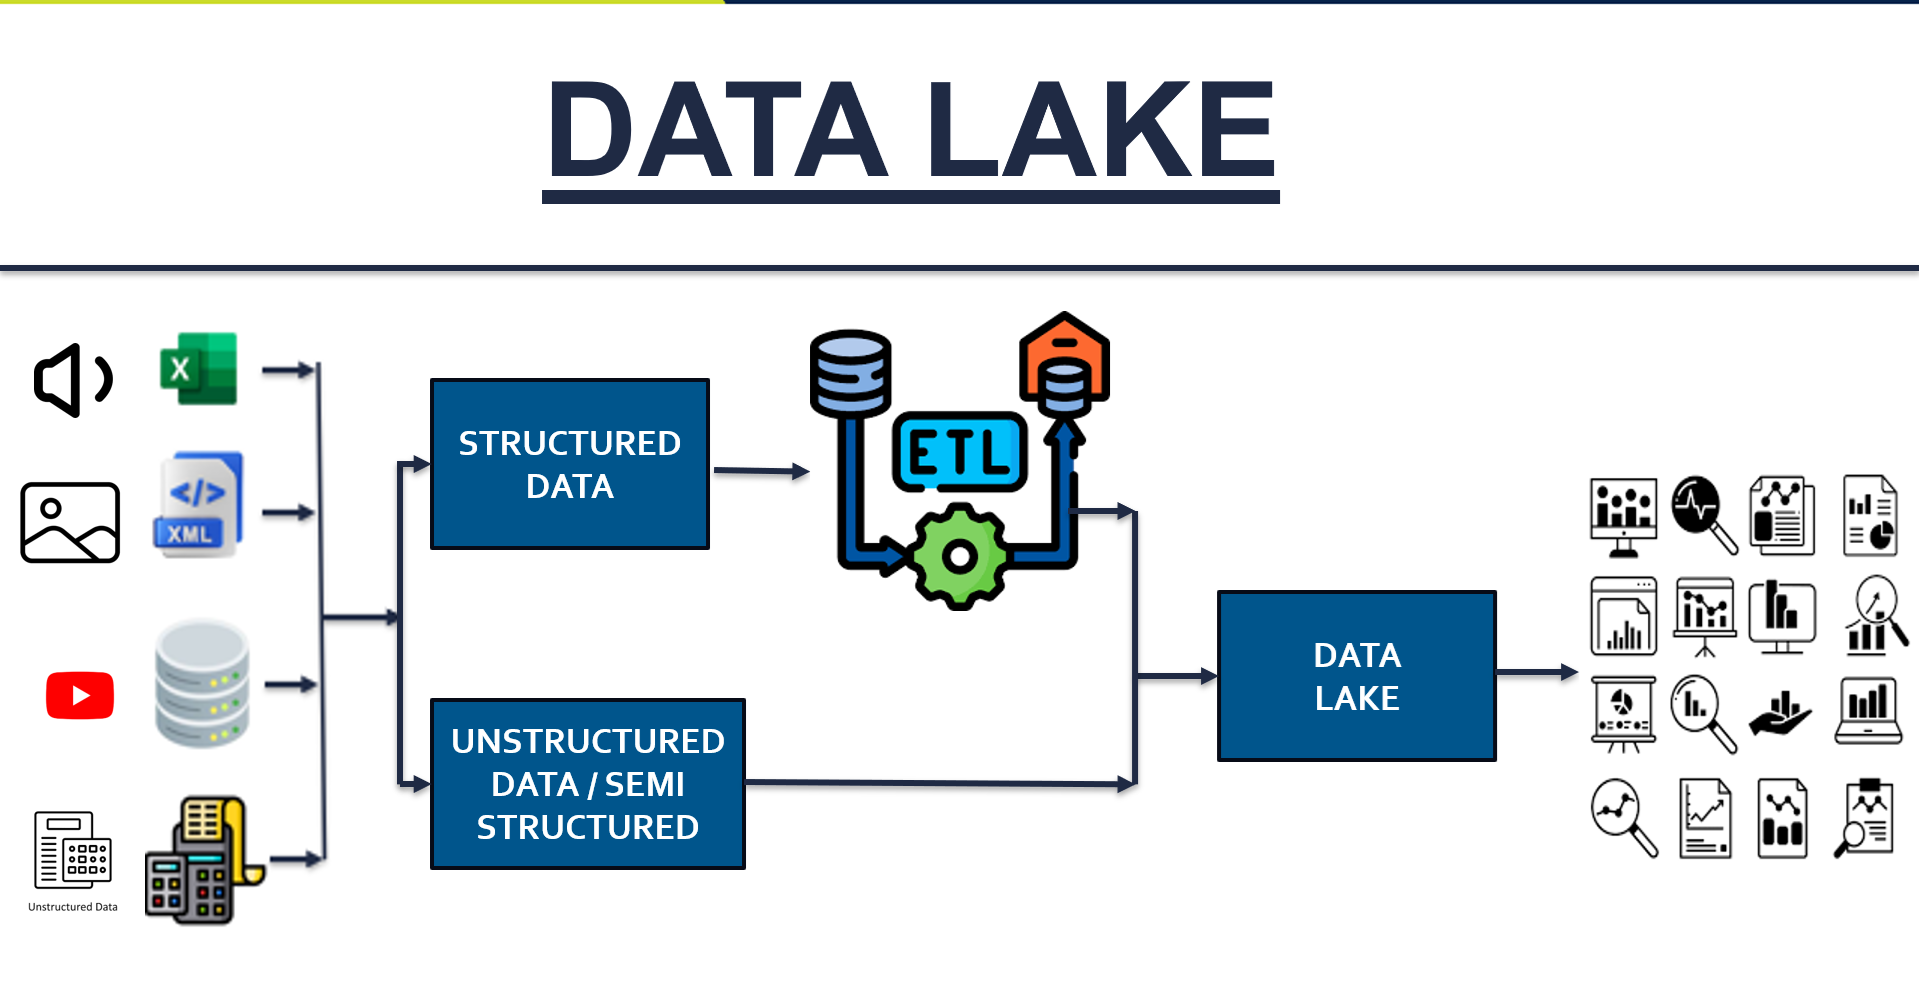 DATA LAKE
X
</>
XML
Unstructured Data
STRUCTURED
DATA
ETL
UNSTRUCTURED
DATA / SEMI
STRUCTURED
DATA
LAKE